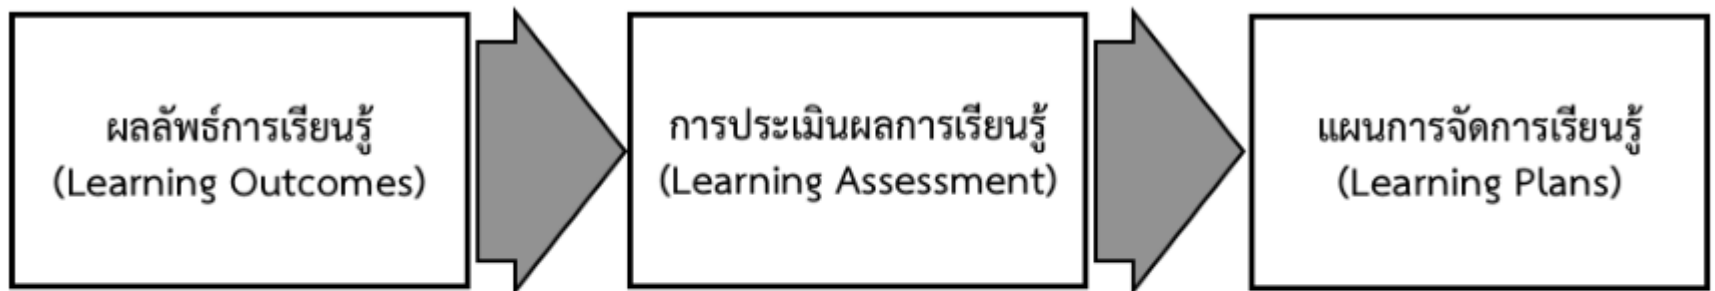 ผลลัพธ์การเรียนรู้
(Learning Outcomes)
การประเมินผลการเรียนรู้
(Learning Assessment)
แผนการจัดการเรียนรู้
(Learning Plans)